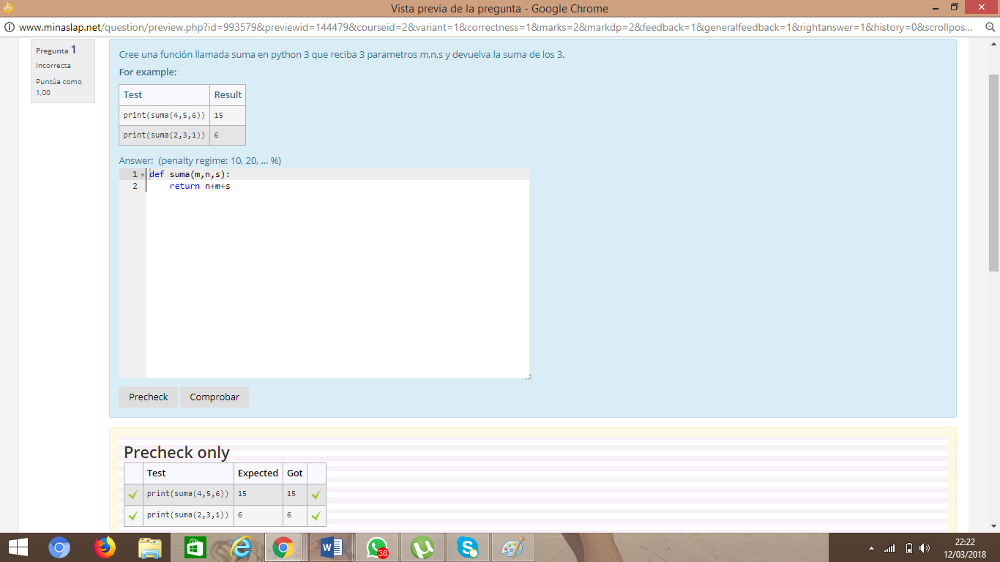 Vista previa de la pregunta - Google Chrome
www.minaslap.net/question/preview.php?id=993579&previewid=144479&courseid=2&variant=1&correctness=1&marks=2&markdp=2&feedback=1&generalfeedback=1&rightanswer=1&history=0&scrollpos...
Pregunta 1
Incorrecta
Puntúa como
1,00
Cree una función llamada suma en python 3 que reciba 3 parametros m,n,s y devuelva la suma de los 3.
For example:
Test Result
print(suma(4,5,6)) 15
print(suma(2,3,1)) 6
Answer: (penalty regime: 10, 20, ... %)
1 def suma(m,n,s):
2 return n+m+s
Precheck Comprobar
Precheck only
Test Expected Got
print(suma(4,5,6)) 15 15
print(suma(2,3,1)) 6 6
36
22:22
12/03/2018